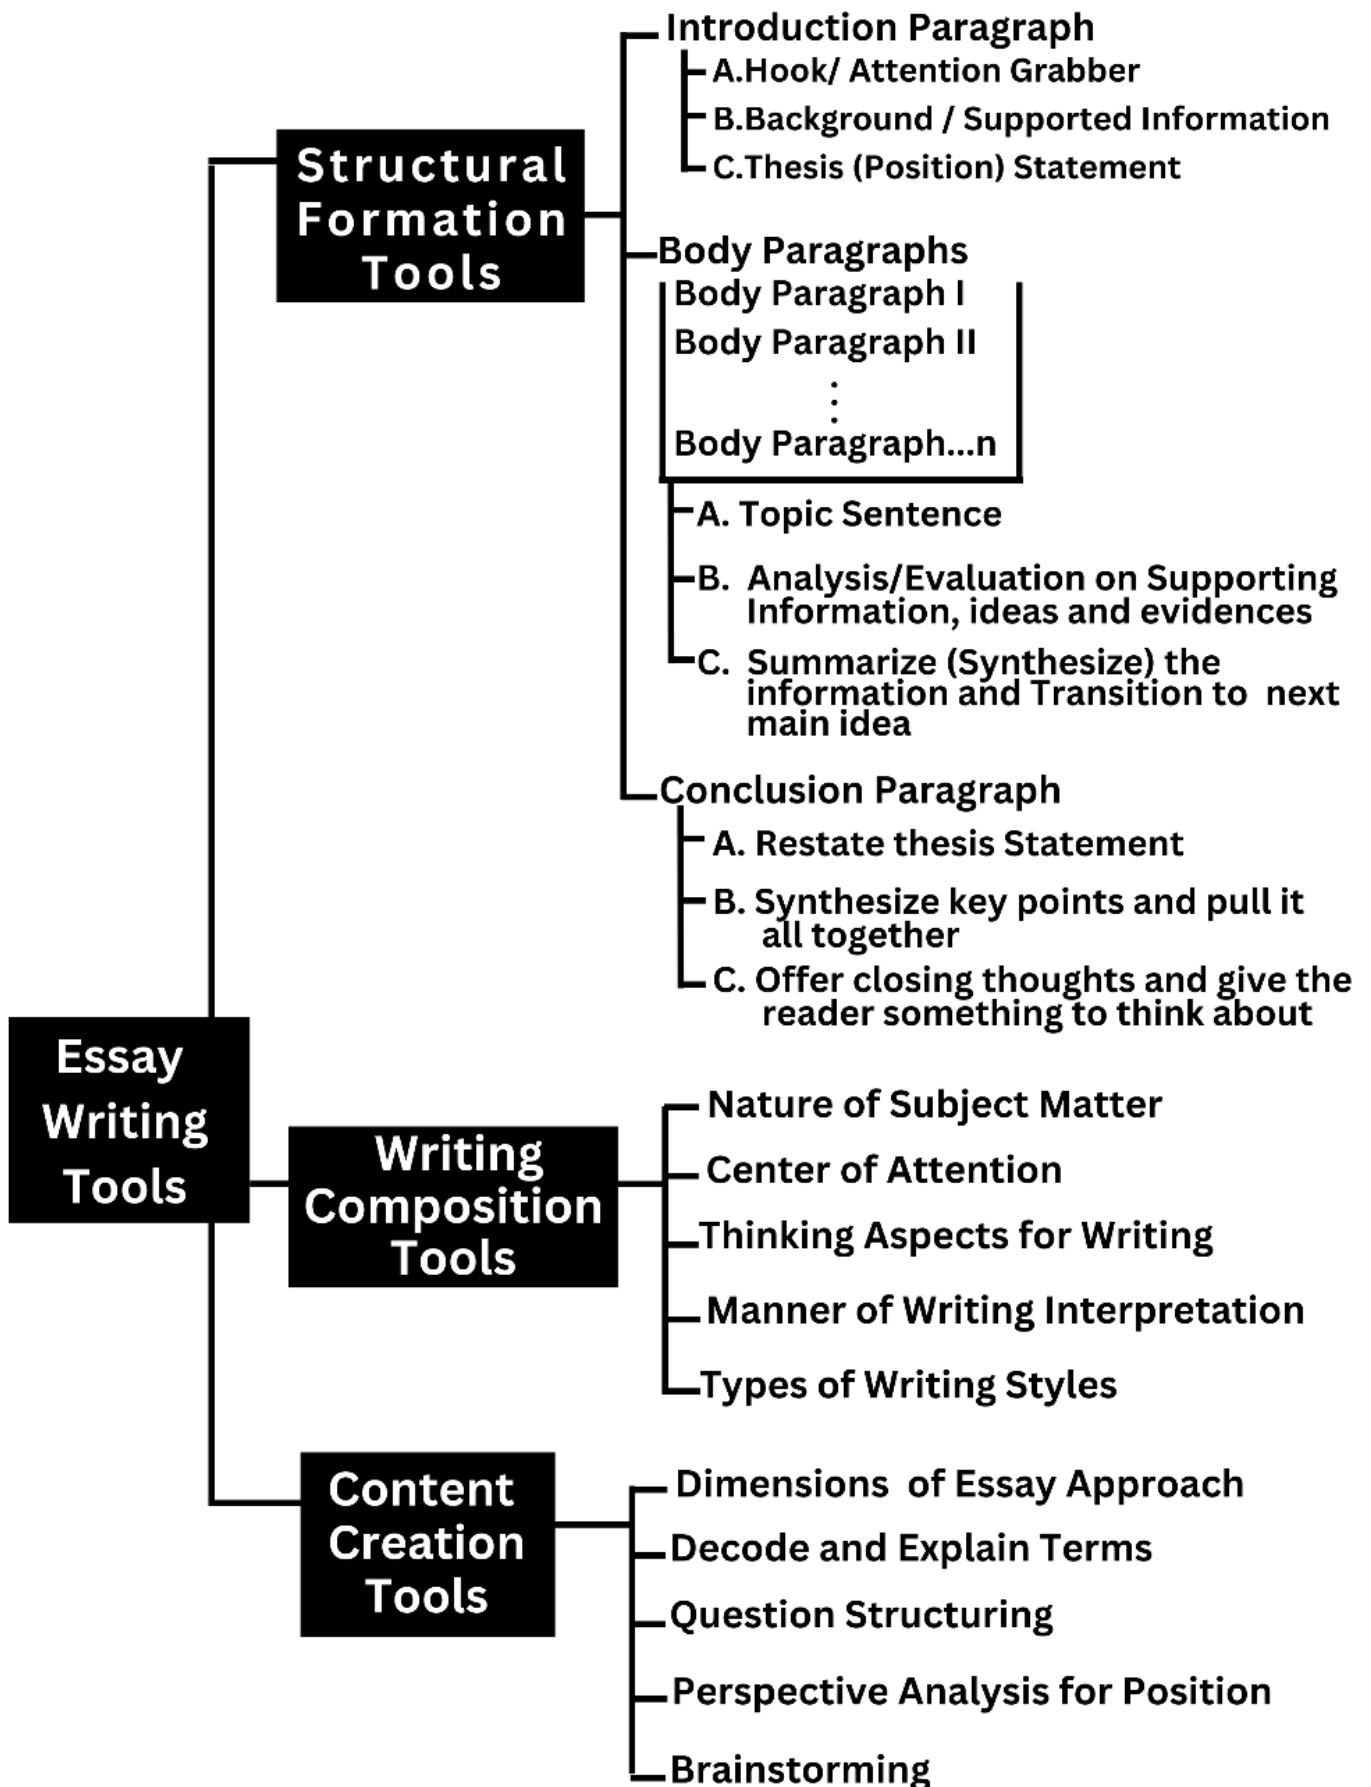 Introduction Paragraph
A.Hook/ Attention Grabber
B.Background / Supported Information
C.Thesis (Position) Statement
Structural
Formation
Tools
Body Paragraphs
Body Paragraph I
Body Paragraph II
Body Paragraph...n
A. Topic Sentence
B. Analysis/Evaluation on Supporting
Information, ideas and evidences
C. Summarize (Synthesize) the
information and Transition to next
main idea
Conclusion Paragraph
A. Restate thesis Statement
B. Synthesize key points and pull it
all together
C. Offer closing thoughts and give the
reader something to think about
Essay
Writing
Tools
Writing
Composition
Tools
Nature of Subject Matter
Center of Attention
Thinking Aspects for Writing
Manner of Writing Interpretation
Types of Writing Styles
Content
Creation
Tools
Dimensions of Essay Approach
Decode and Explain Terms
Question Structuring
Perspective Analysis for Position
Brainstorming